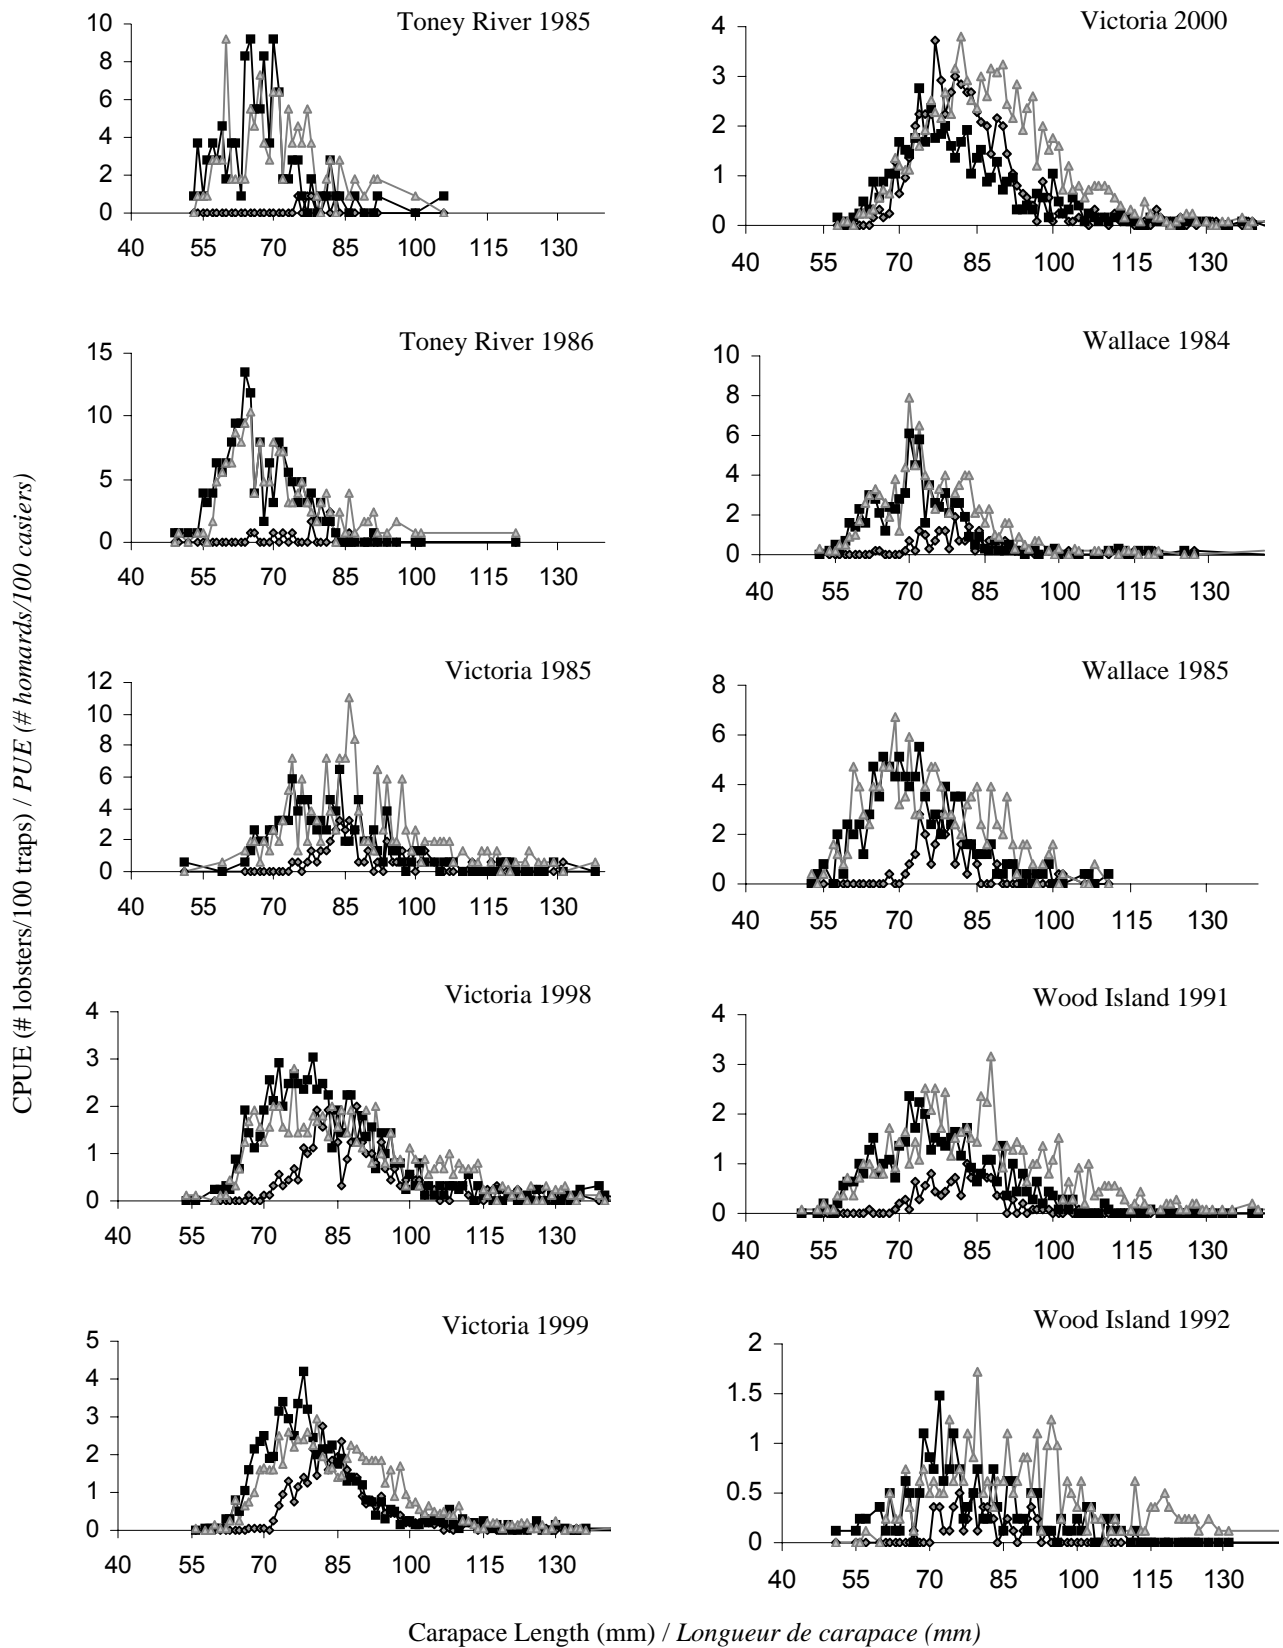 CPUE (# lobsters/100 traps) / PUE (# homards/100 casiers)
Toney River 1985
10
8
6
4
2
0
40 55 70 85 100 130
Toney River 1986
15
10
5
0
40 55 70 85 100 130
Victoria 1985
12
10
8
6
4
2
0
40 55 70 85 100 130
Victoria 1998
4
3
2
1
0
40 55 70 85 100 115 130
Victoria 1999
5
4
3
2
1
0
40 55 70 85 100 115 130
Victoria 2000
4
3
2
1
0
40 55 70 85 100 115 130
Wallace 1984
10
8
6
4
2
0
40 55 70 85 100 115 130
Wallace 1985
8
6
4
2
0
40 55 70 85 100 115 130
Wood Island 1991
4
3
2
1
0
40 55 70 85 100 115 130
Wood Island 1992
2
1.5
1
0.5
0
40 55 70 85 100 115 130
Carapace Length (mm) / Longueur de carapace (mm)